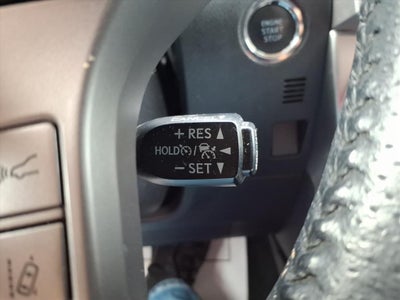 ENGINE
START
STOP
+ RES ▲
HOLD / ◀
− SET ▼